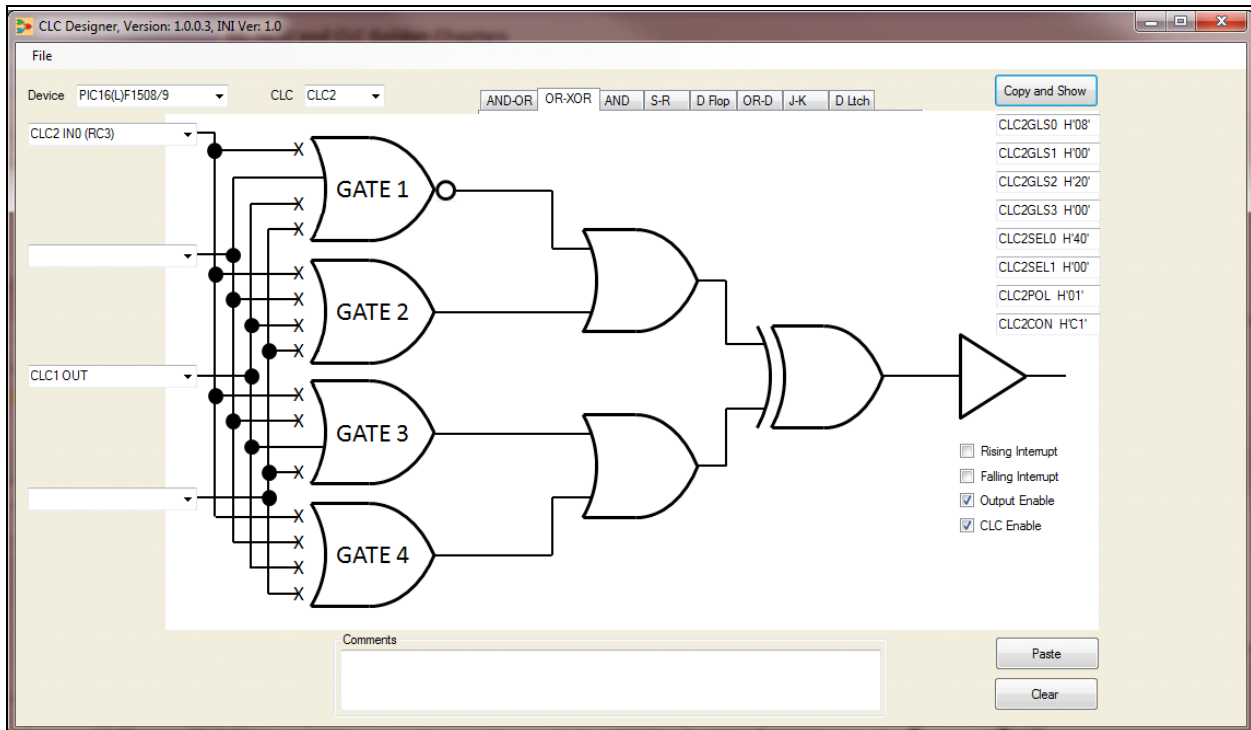 CLC Designer, Version: 1.0.0.3, INI Ver: 1.0
File
Device PIC16(L)F1508/9 CLC CLC2
AND-OR OR-XOR AND S-R D Flop OR-D J-K D Ltch
Copy and Show
CLC2 IN0 (RC3)
CLC1 OUT
X
X
X
GATE 1
X
X
X
X
GATE 2
X
X
X
GATE 3
X
X
X
X
GATE 4
CLC2GLS0 H'08'
CLC2GLS1 H'00'
CLC2GLS2 H'20'
CLC2GLS3 H'00'
CLC2SEL0 H'40'
CLC2SEL1 H'00'
CLC2POL H'01'
CLC2CON H'C1'
Rising Interrupt
Falling Interrupt
Output Enable
CLC Enable
Comments
Paste
Clear